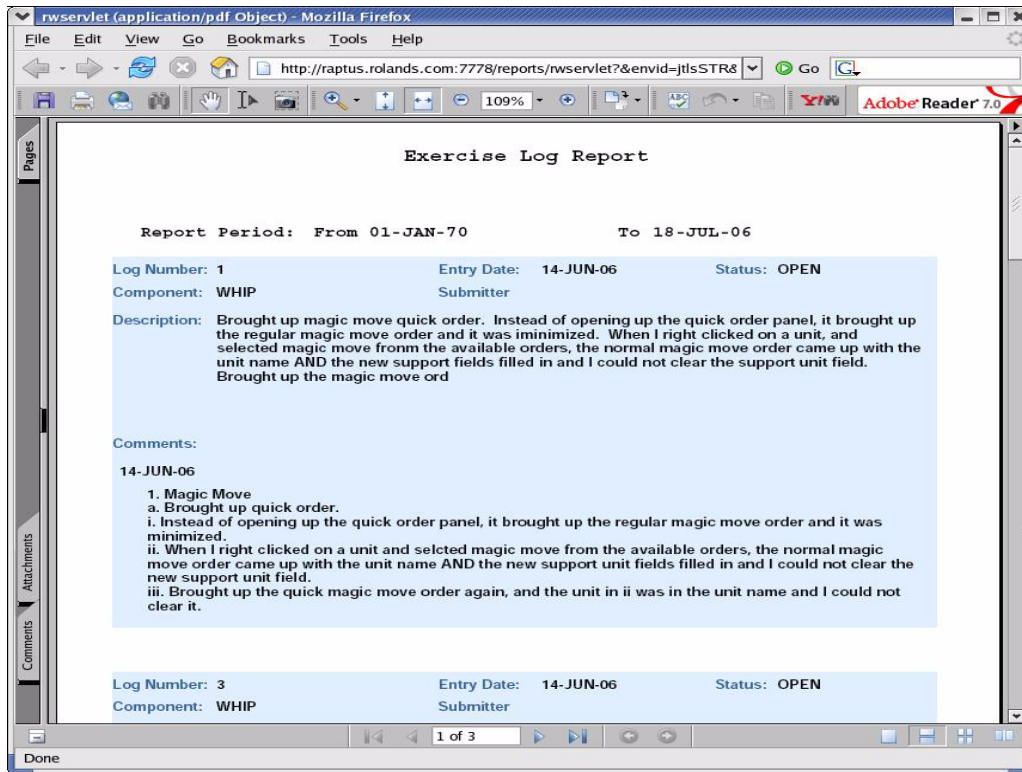 rwservlet (application/pdf Object) - Mozilla Firefox
File Edit View Go Bookmarks Tools Help
http://raptus.rolands.com:7778/reports/rwservlet?&envid=jtlsSTR& Go G
109% ABC Y! Adobe Reader 7.0
Pages
Exercise Log Report
Report Period: From 01-JAN-70 To 18-JUL-06
Log Number: 1 Entry Date: 14-JUN-06 Status: OPEN
Component: WHIP Submitter
Description: Brought up magic move quick order. Instead of opening up the quick order panel, it brought up
the regular magic move order and it was iminimized. When I right clicked on a unit, and
selected magic move fronm the available orders, the normal magic move order came up with the
unit name AND the new support fields filled in and I could not clear the support unit field.
Brought up the magic move ord
Comments:
14-JUN-06
1. Magic Move
a. Brought up quick order.
i. Instead of opening up the quick order panel, it brought up the regular magic move order and it was
minimized.
ii. When I right clicked on a unit and selcted magic move from the available orders, the normal magic
move order came up with the unit name AND the new support unit fields filled in and I could not clear the
new support unit field.
iii. Brought up the quick magic move order again, and the unit in ii was in the unit name and I could not
clear it.
Attachments
Comments
Log Number: 3 Entry Date: 14-JUN-06 Status: OPEN
Component: WHIP Submitter
1 of 3
Done